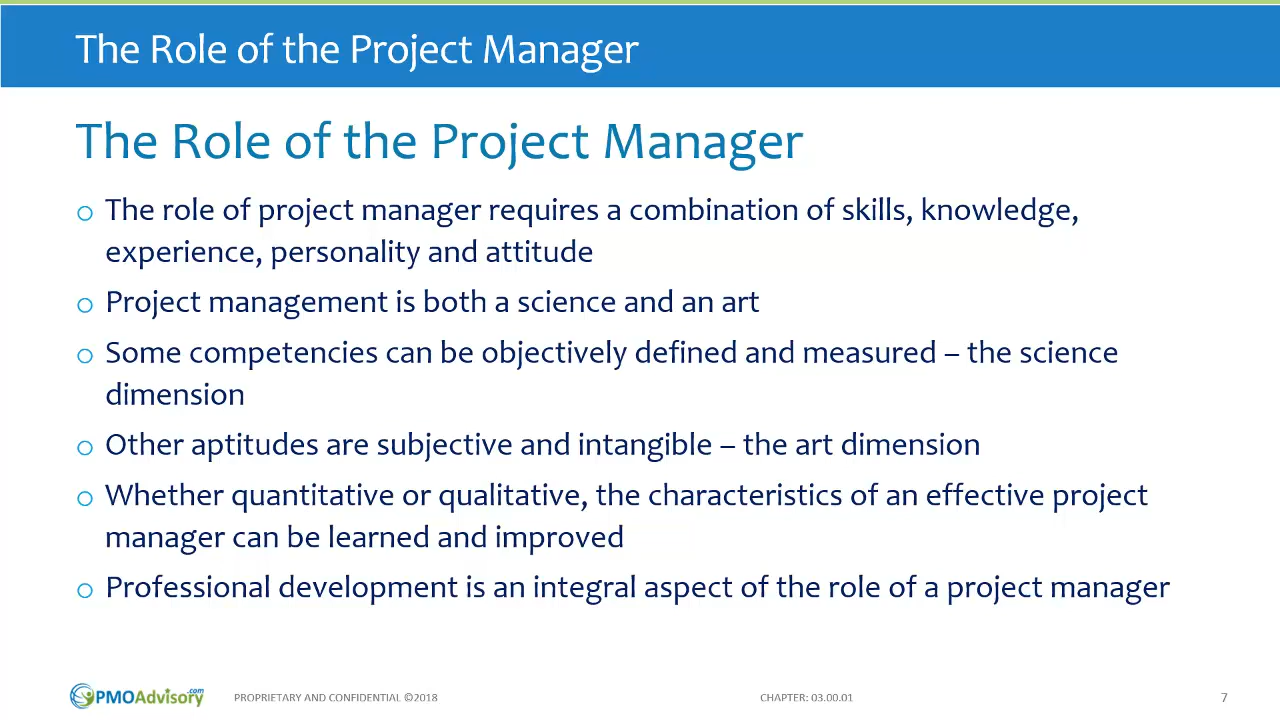 The Role of the Project Manager
The Role of the Project Manager
o The role of project manager requires a combination of skills, knowledge,
experience, personality and attitude
o Project management is both a science and an art
o Some competencies can be objectively defined and measured – the science
dimension
o Other aptitudes are subjective and intangible – the art dimension
o Whether quantitative or qualitative, the characteristics of an effective project
manager can be learned and improved
o Professional development is an integral aspect of the role of a project manager
PMOAdvisory.com PROPRIETARY AND CONFIDENTIAL ©2018 CHAPTER: 03.00.01 7